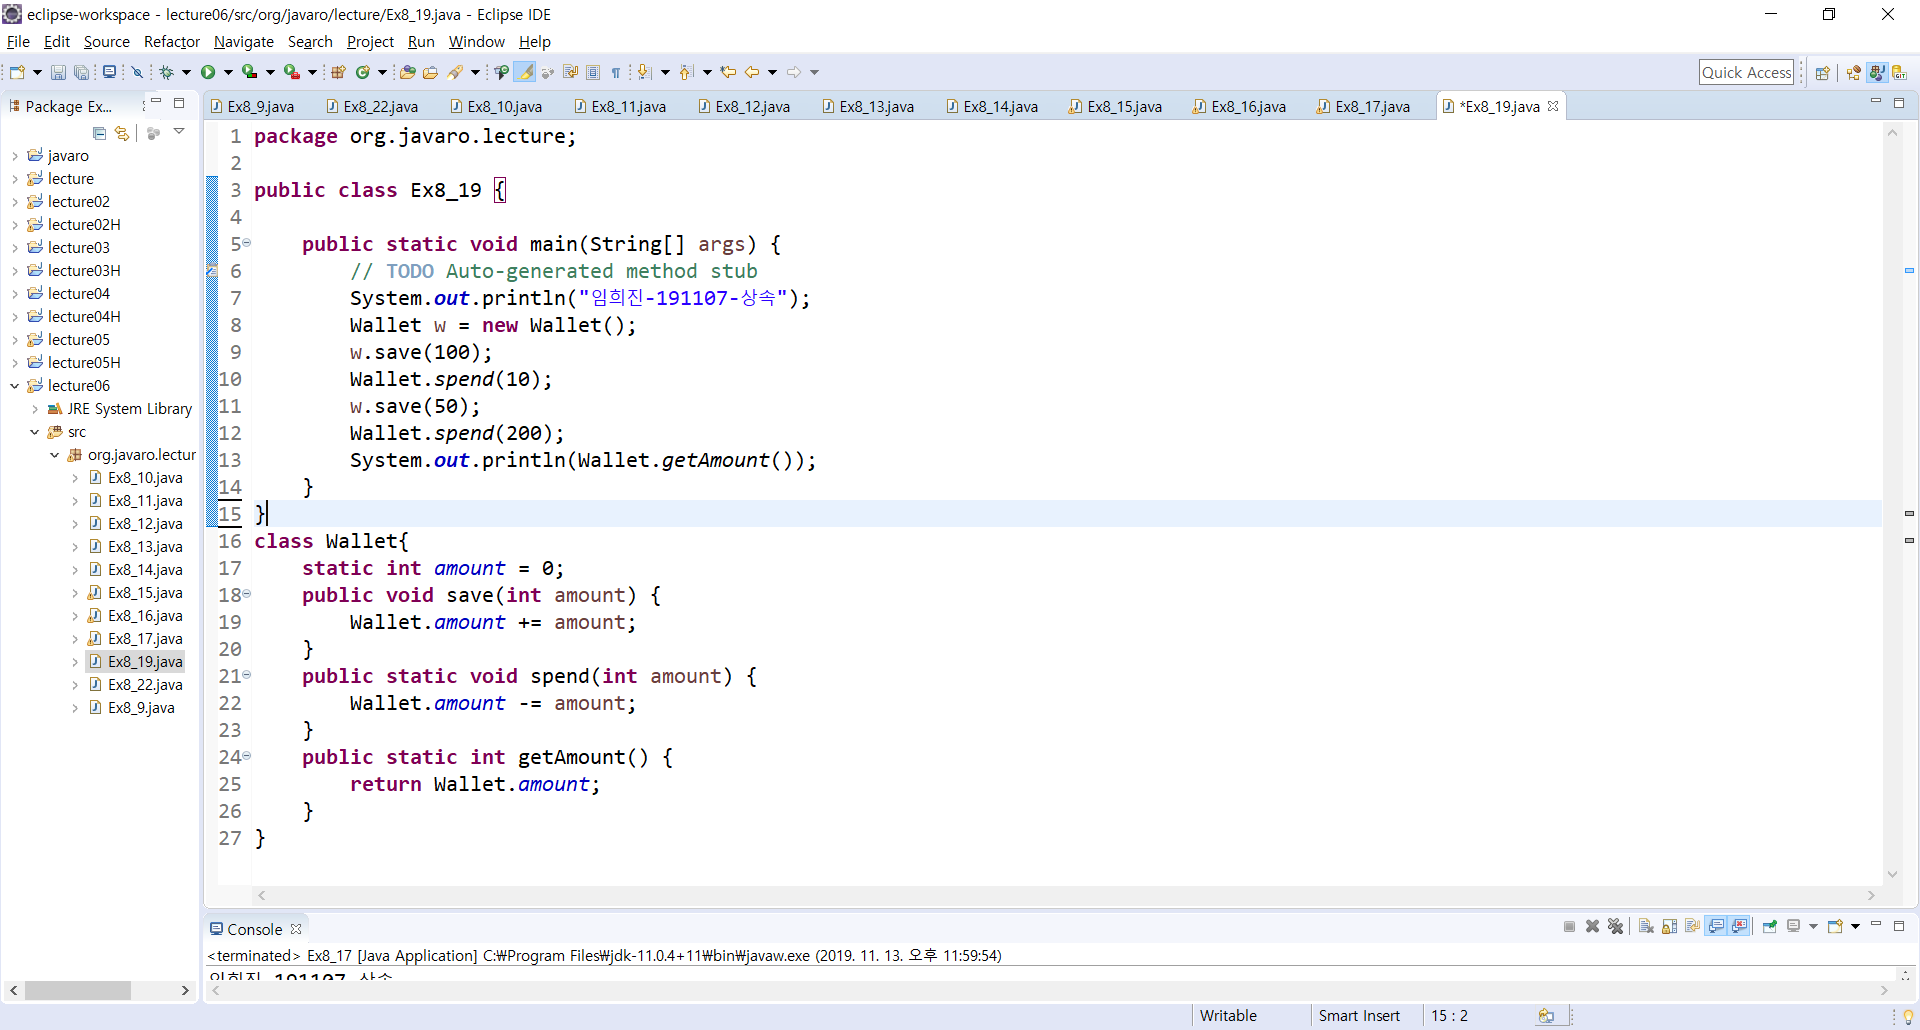 eclipse-workspace - lecture06/src/org/javaro/lecture/Ex8_19.java - Eclipse IDE
File Edit Source Refactor Navigate Search Project Run Window Help
Quick Access
Package Ex...
Ex8_9.java Ex8_22.java Ex8_10.java Ex8_11.java Ex8_12.java Ex8_13.java Ex8_14.java Ex8_15.java Ex8_16.java Ex8_17.java *Ex8_19.java
javaro
lecture
lecture02
lecture02H
lecture03
lecture03H
lecture04
lecture04H
lecture05
lecture05H
lecture06
JRE System Library
src
org.javaro.lectur
Ex8_10.java
Ex8_11.java
Ex8_12.java
Ex8_13.java
Ex8_14.java
Ex8_15.java
Ex8_16.java
Ex8_17.java
Ex8_19.java
Ex8_22.java
Ex8_9.java
1 package org.javaro.lecture;
2
3 public class Ex8_19 {
4
5     public static void main(String[] args) {
6         // TODO Auto-generated method stub
7         System.out.println("임희진-191107-상속");
8         Wallet w = new Wallet();
9         w.save(100);
10         Wallet.spend(10);
11         w.save(50);
12         Wallet.spend(200);
13         System.out.println(Wallet.getAmount());
14     }
15 }
16 class Wallet{
17     static int amount = 0;
18     public void save(int amount) {
19         Wallet.amount += amount;
20     }
21     public static void spend(int amount) {
22         Wallet.amount -= amount;
23     }
24     public static int getAmount() {
25         return Wallet.amount;
26     }
27 }
Console
<terminated> Ex8_17 [Java Application] C:₩Program Files₩jdk-11.0.4+11₩bin₩javaw.exe (2019. 11. 13. 오후 11:59:54)
임희진-191107-상속
Writable Smart Insert 15 : 2